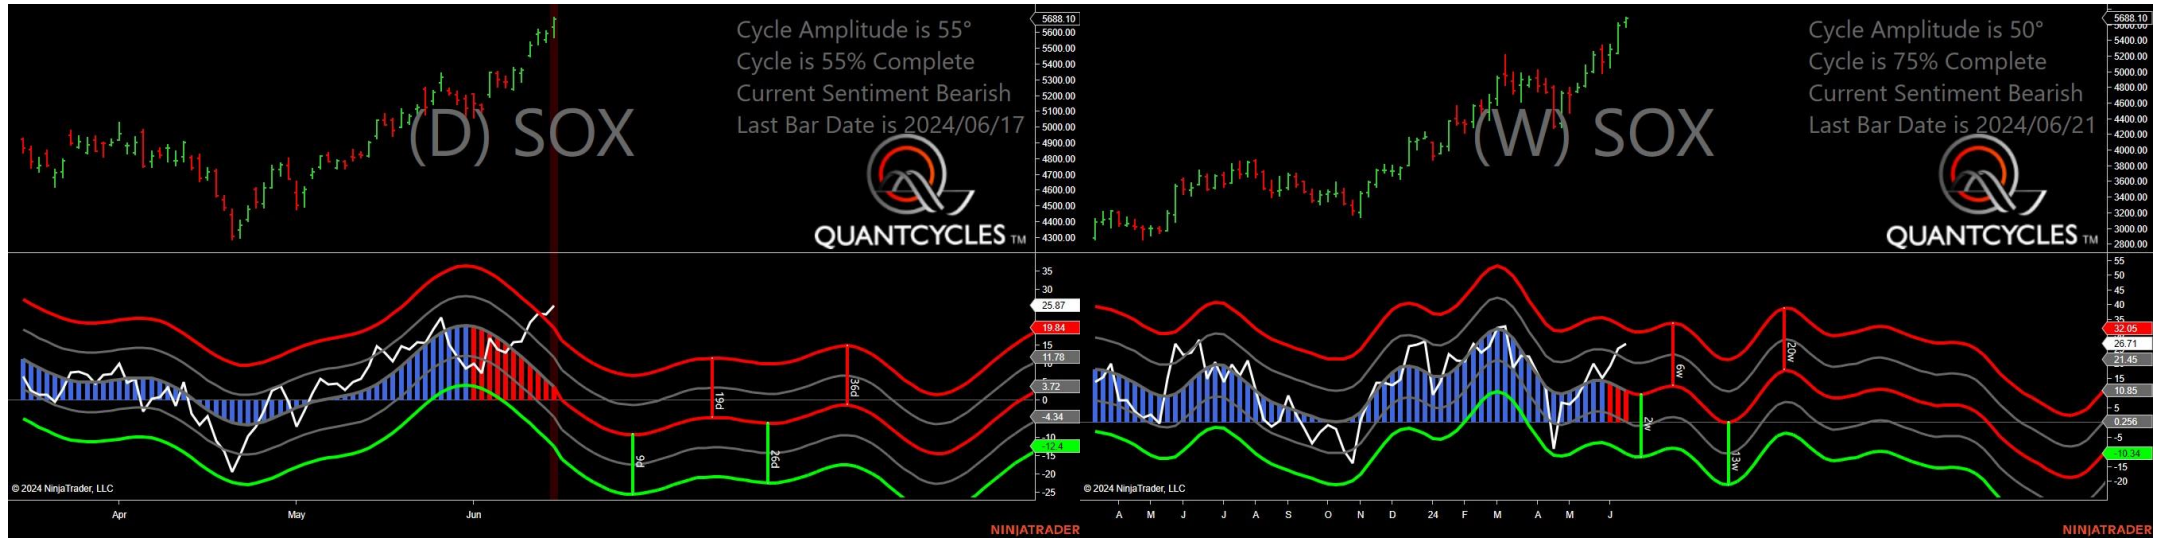 Cycle Amplitude is 55°
Cycle is 55% Complete
Current Sentiment Bearish
Last Bar Date is 2024/06/17
(D) SOX
QUANTCYCLES TM
5688.10
5600.00
5400.00
5300.00
5200.00
5000.00
4900.00
4800.00
4700.00
4600.00
4500.00
4400.00
4300.00
35
30
25.87
19.84
15
11.78
3.72
0
-4.34
-10
-12.4
-15
-20
-25
9d
19d
26d
36d
© 2024 NinjaTrader, LLC
Apr May Jun
NINJATRADER
Cycle Amplitude is 50°
Cycle is 75% Complete
Current Sentiment Bearish
Last Bar Date is 2024/06/21
(W) SOX
QUANTCYCLES TM
5688.10
5400.00
5200.00
5000.00
4800.00
4600.00
4400.00
4200.00
4000.00
3800.00
3600.00
3400.00
3200.00
3000.00
2800.00
55
50
45
40
35
32.05
26.71
21.45
15
10.85
5
0.256
-5
-10.34
-15
-20
2w
6w
13w
20w
© 2024 NinjaTrader, LLC
A M J J A S O N D 24 F M A M J
NINJATRADER